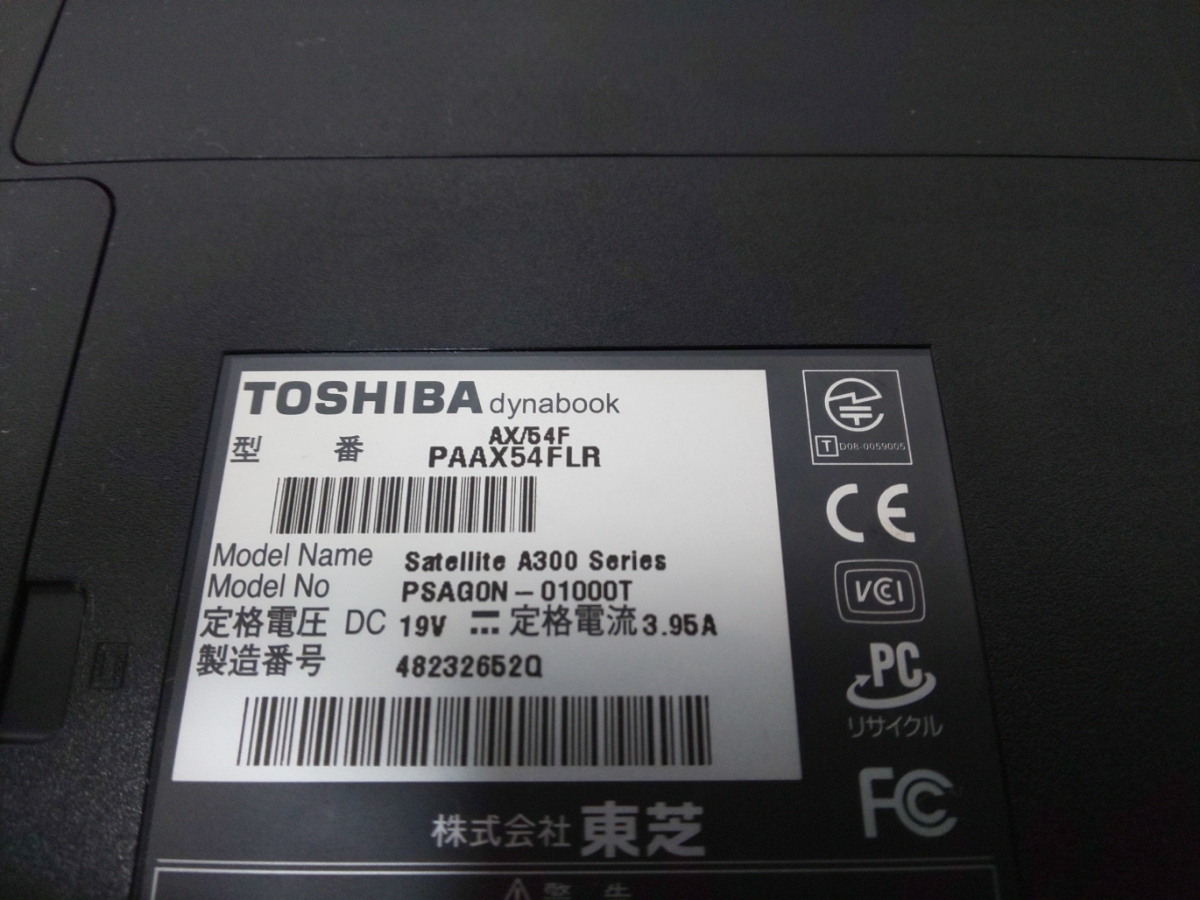 TOSHIBA dynabook
AX/54F
型 番 PAAX54FLR
Model Name Satellite A300 Series
Model No PSAG0N-01000T
定格電圧 DC 19V 定格電流 3.95A
製造番号 48232652Q
T D08-0059005
CE
VCI
PC
リサイクル
FC
株式会社 東芝
警告